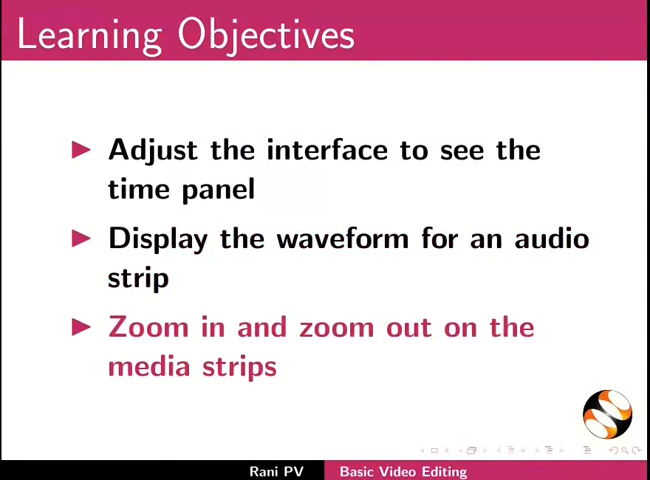 Learning Objectives
Adjust the interface to see the
time panel
Display the waveform for an audio
strip
Zoom in and zoom out on the
media strips
Rani PV Basic Video Editing